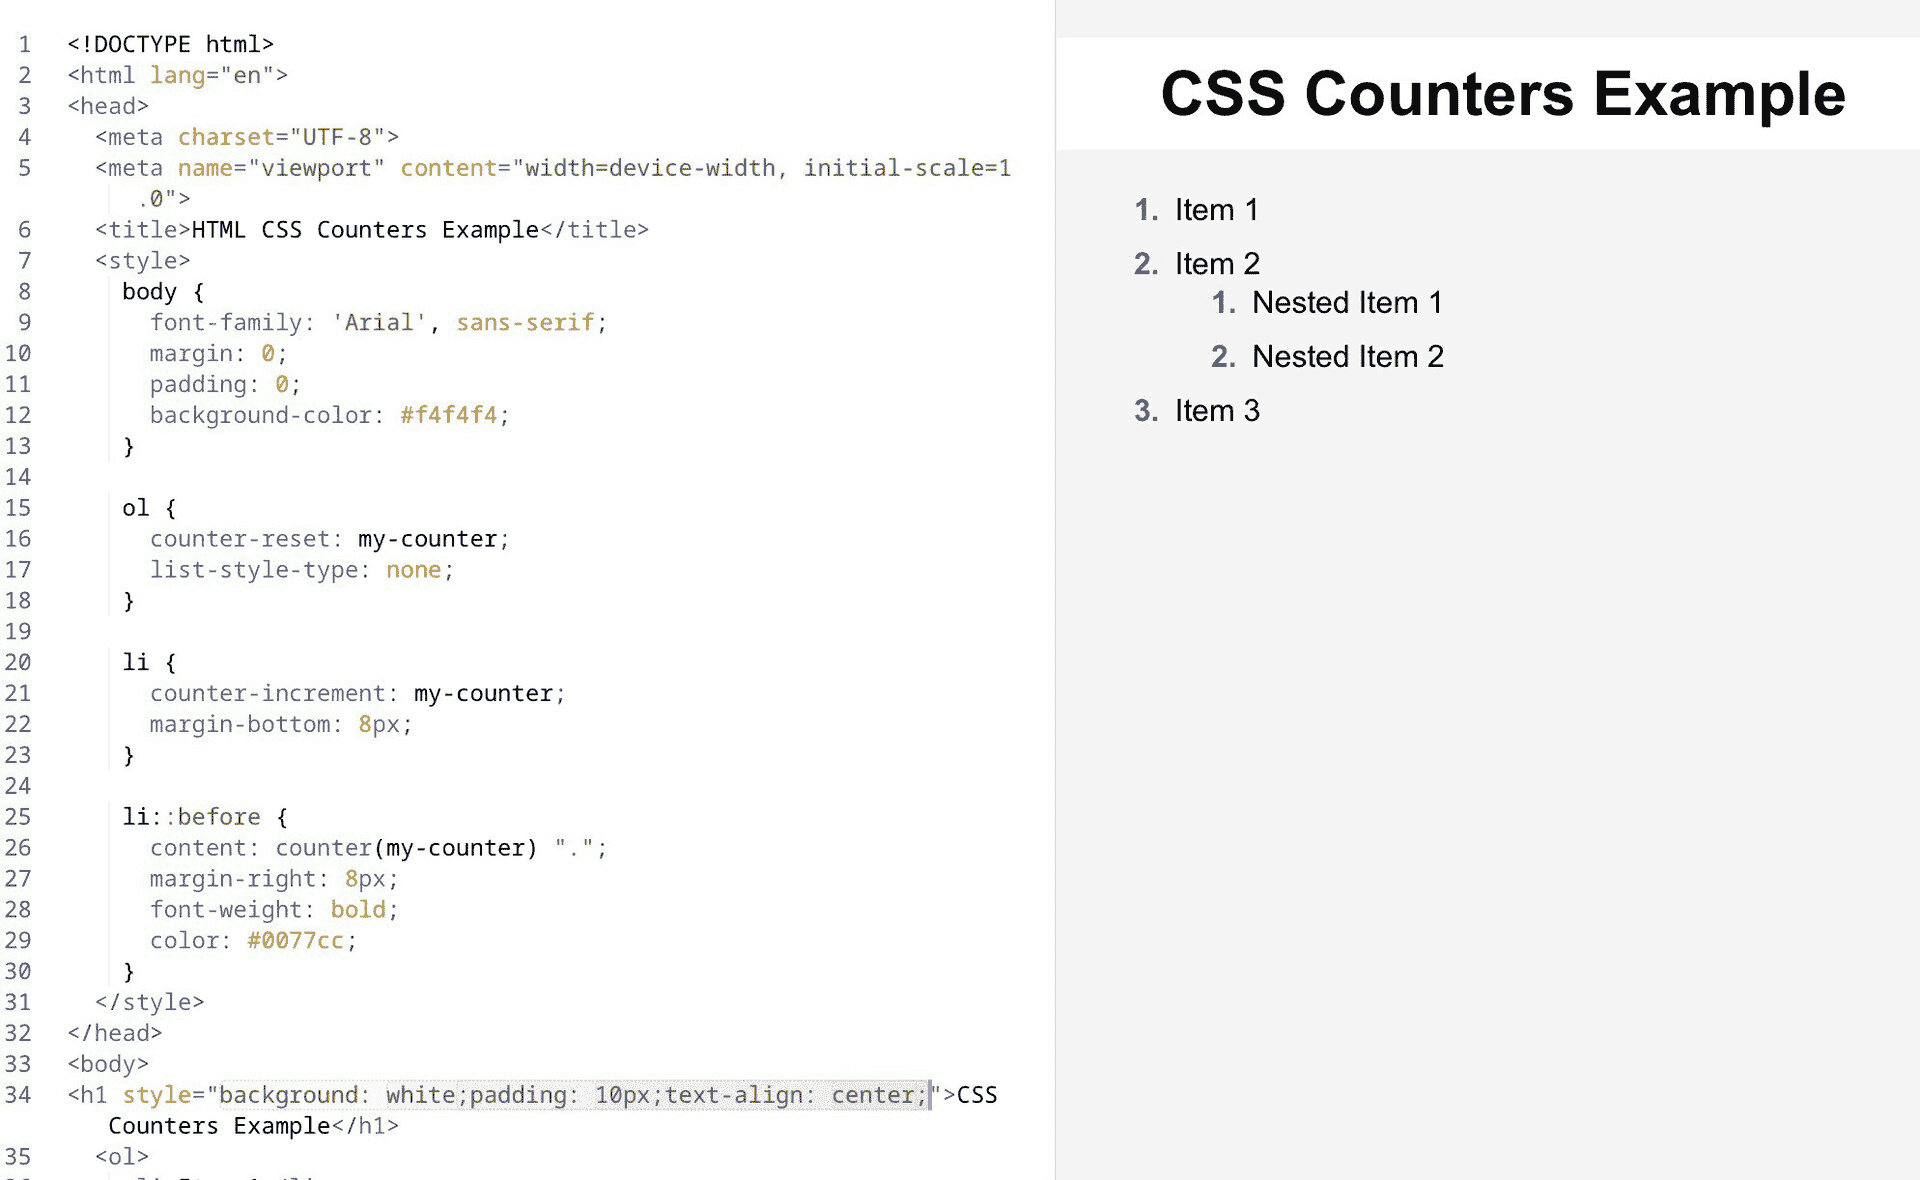 1 <!DOCTYPE html>
2 <html lang="en">
3 <head>
4 <meta charset="UTF-8">
5 <meta name="viewport" content="width=device-width, initial-scale=1
.0">
6 <title>HTML CSS Counters Example</title>
7 <style>
8 body {
9 font-family: 'Arial', sans-serif;
10 margin: 0;
11 padding: 0;
12 background-color: #f4f4f4;
13 }
14
15 ol {
16 counter-reset: my-counter;
17 list-style-type: none;
18 }
19
20 li {
21 counter-increment: my-counter;
22 margin-bottom: 8px;
23 }
24
25 li::before {
26 content: counter(my-counter) ".";
27 margin-right: 8px;
28 font-weight: bold;
29 color: #0077cc;
30 }
31 </style>
32 </head>
33 <body>
34 <h1 style="background: white;padding: 10px;text-align: center;">CSS
Counters Example</h1>
35 <ol>
CSS Counters Example
1. Item 1
2. Item 2
1. Nested Item 1
2. Nested Item 2
3. Item 3